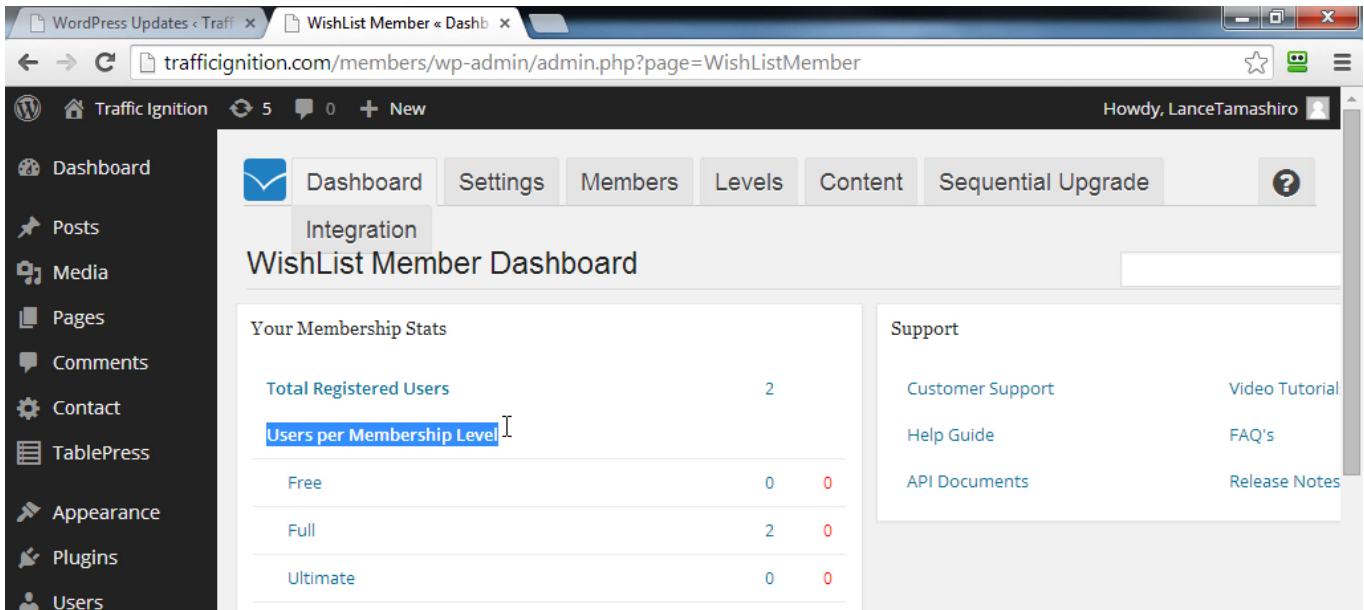 WordPress Updates ‹ Traff
WishList Member « Dashb
trafficignition.com/members/wp-admin/admin.php?page=WishListMember
Traffic Ignition 5 0 + New Howdy, LanceTamashiro
Dashboard
Posts
Media
Pages
Comments
Contact
TablePress
Appearance
Plugins
Users
Dashboard Settings Members Levels Content Sequential Upgrade ?
Integration
WishList Member Dashboard
Your Membership Stats
Total Registered Users 2
Users per Membership Level
Free 0 0
Full 2 0
Ultimate 0 0
Support
Customer Support Video Tutorial
Help Guide FAQ's
API Documents Release Notes